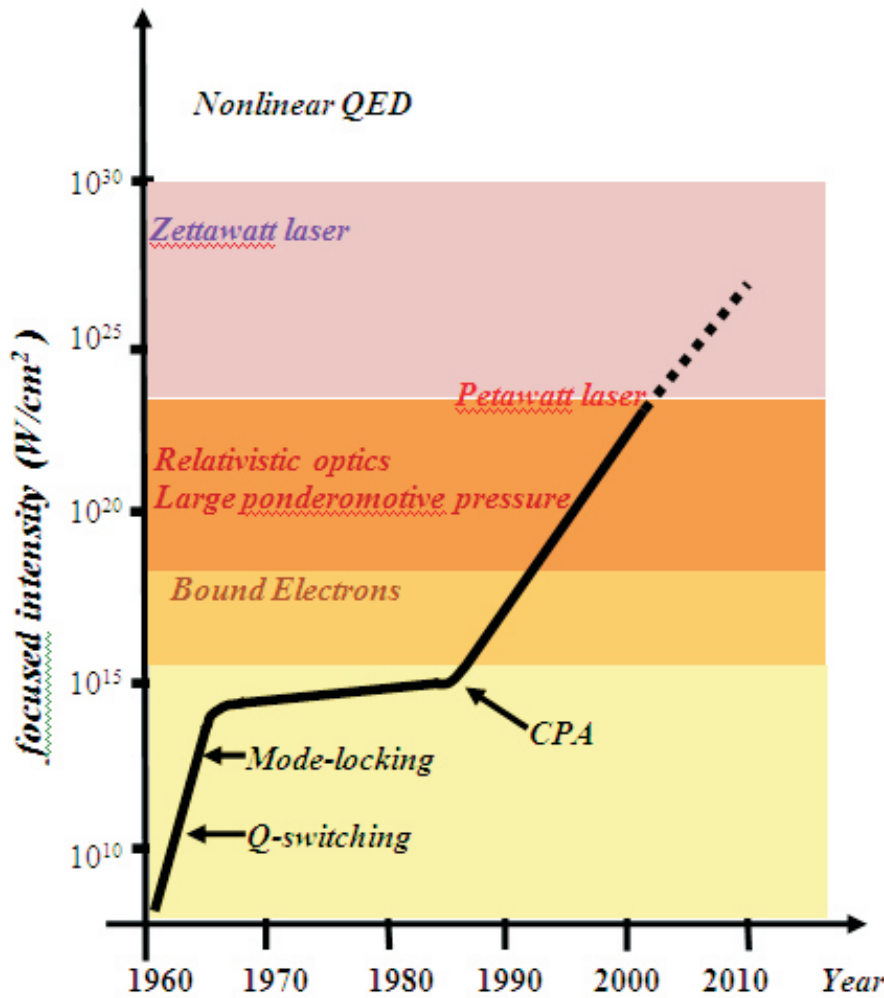 Nonlinear QED
10³⁰
Zettawatt laser
10²⁵
Petawatt laser
focused intensity (W/cm²)
Relativistic optics
Large ponderomotive pressure
10²⁰
Bound Electrons
10¹⁵
CPA
Mode-locking
Q-switching
10¹⁰
1960 1970 1980 1990 2000 2010 Year